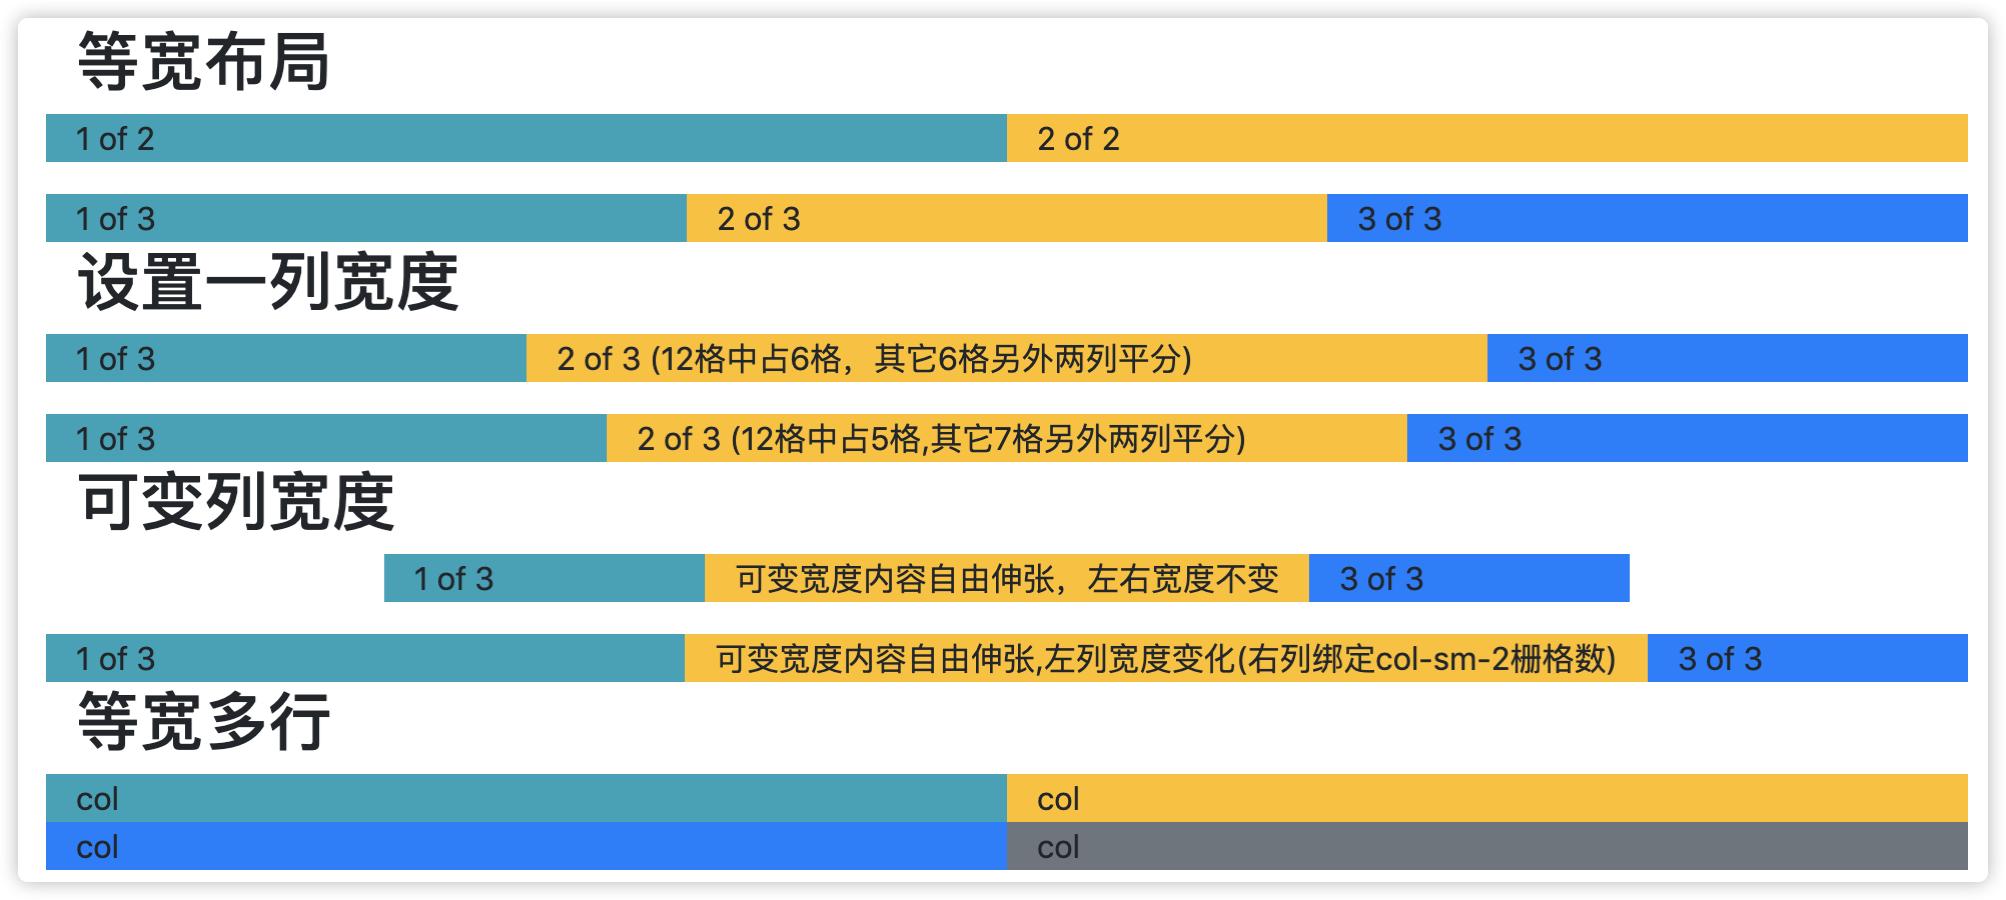 等宽布局
1 of 2 2 of 2
1 of 3 2 of 3 3 of 3
设置一列宽度
1 of 3 2 of 3 (12格中占6格，其它6格另外两列平分) 3 of 3
1 of 3 2 of 3 (12格中占5格,其它7格另外两列平分) 3 of 3
可变列宽度
1 of 3 可变宽度内容自由伸张，左右宽度不变 3 of 3
1 of 3 可变宽度内容自由伸张,左列宽度变化(右列绑定col-sm-2栅格数) 3 of 3
等宽多行
col col
col col